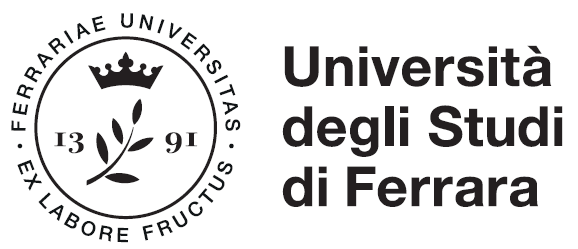 FERRARIAE UNIVERSITAS
13 91
EX LABORE FRUCTUS
Università
degli Studi
di Ferrara